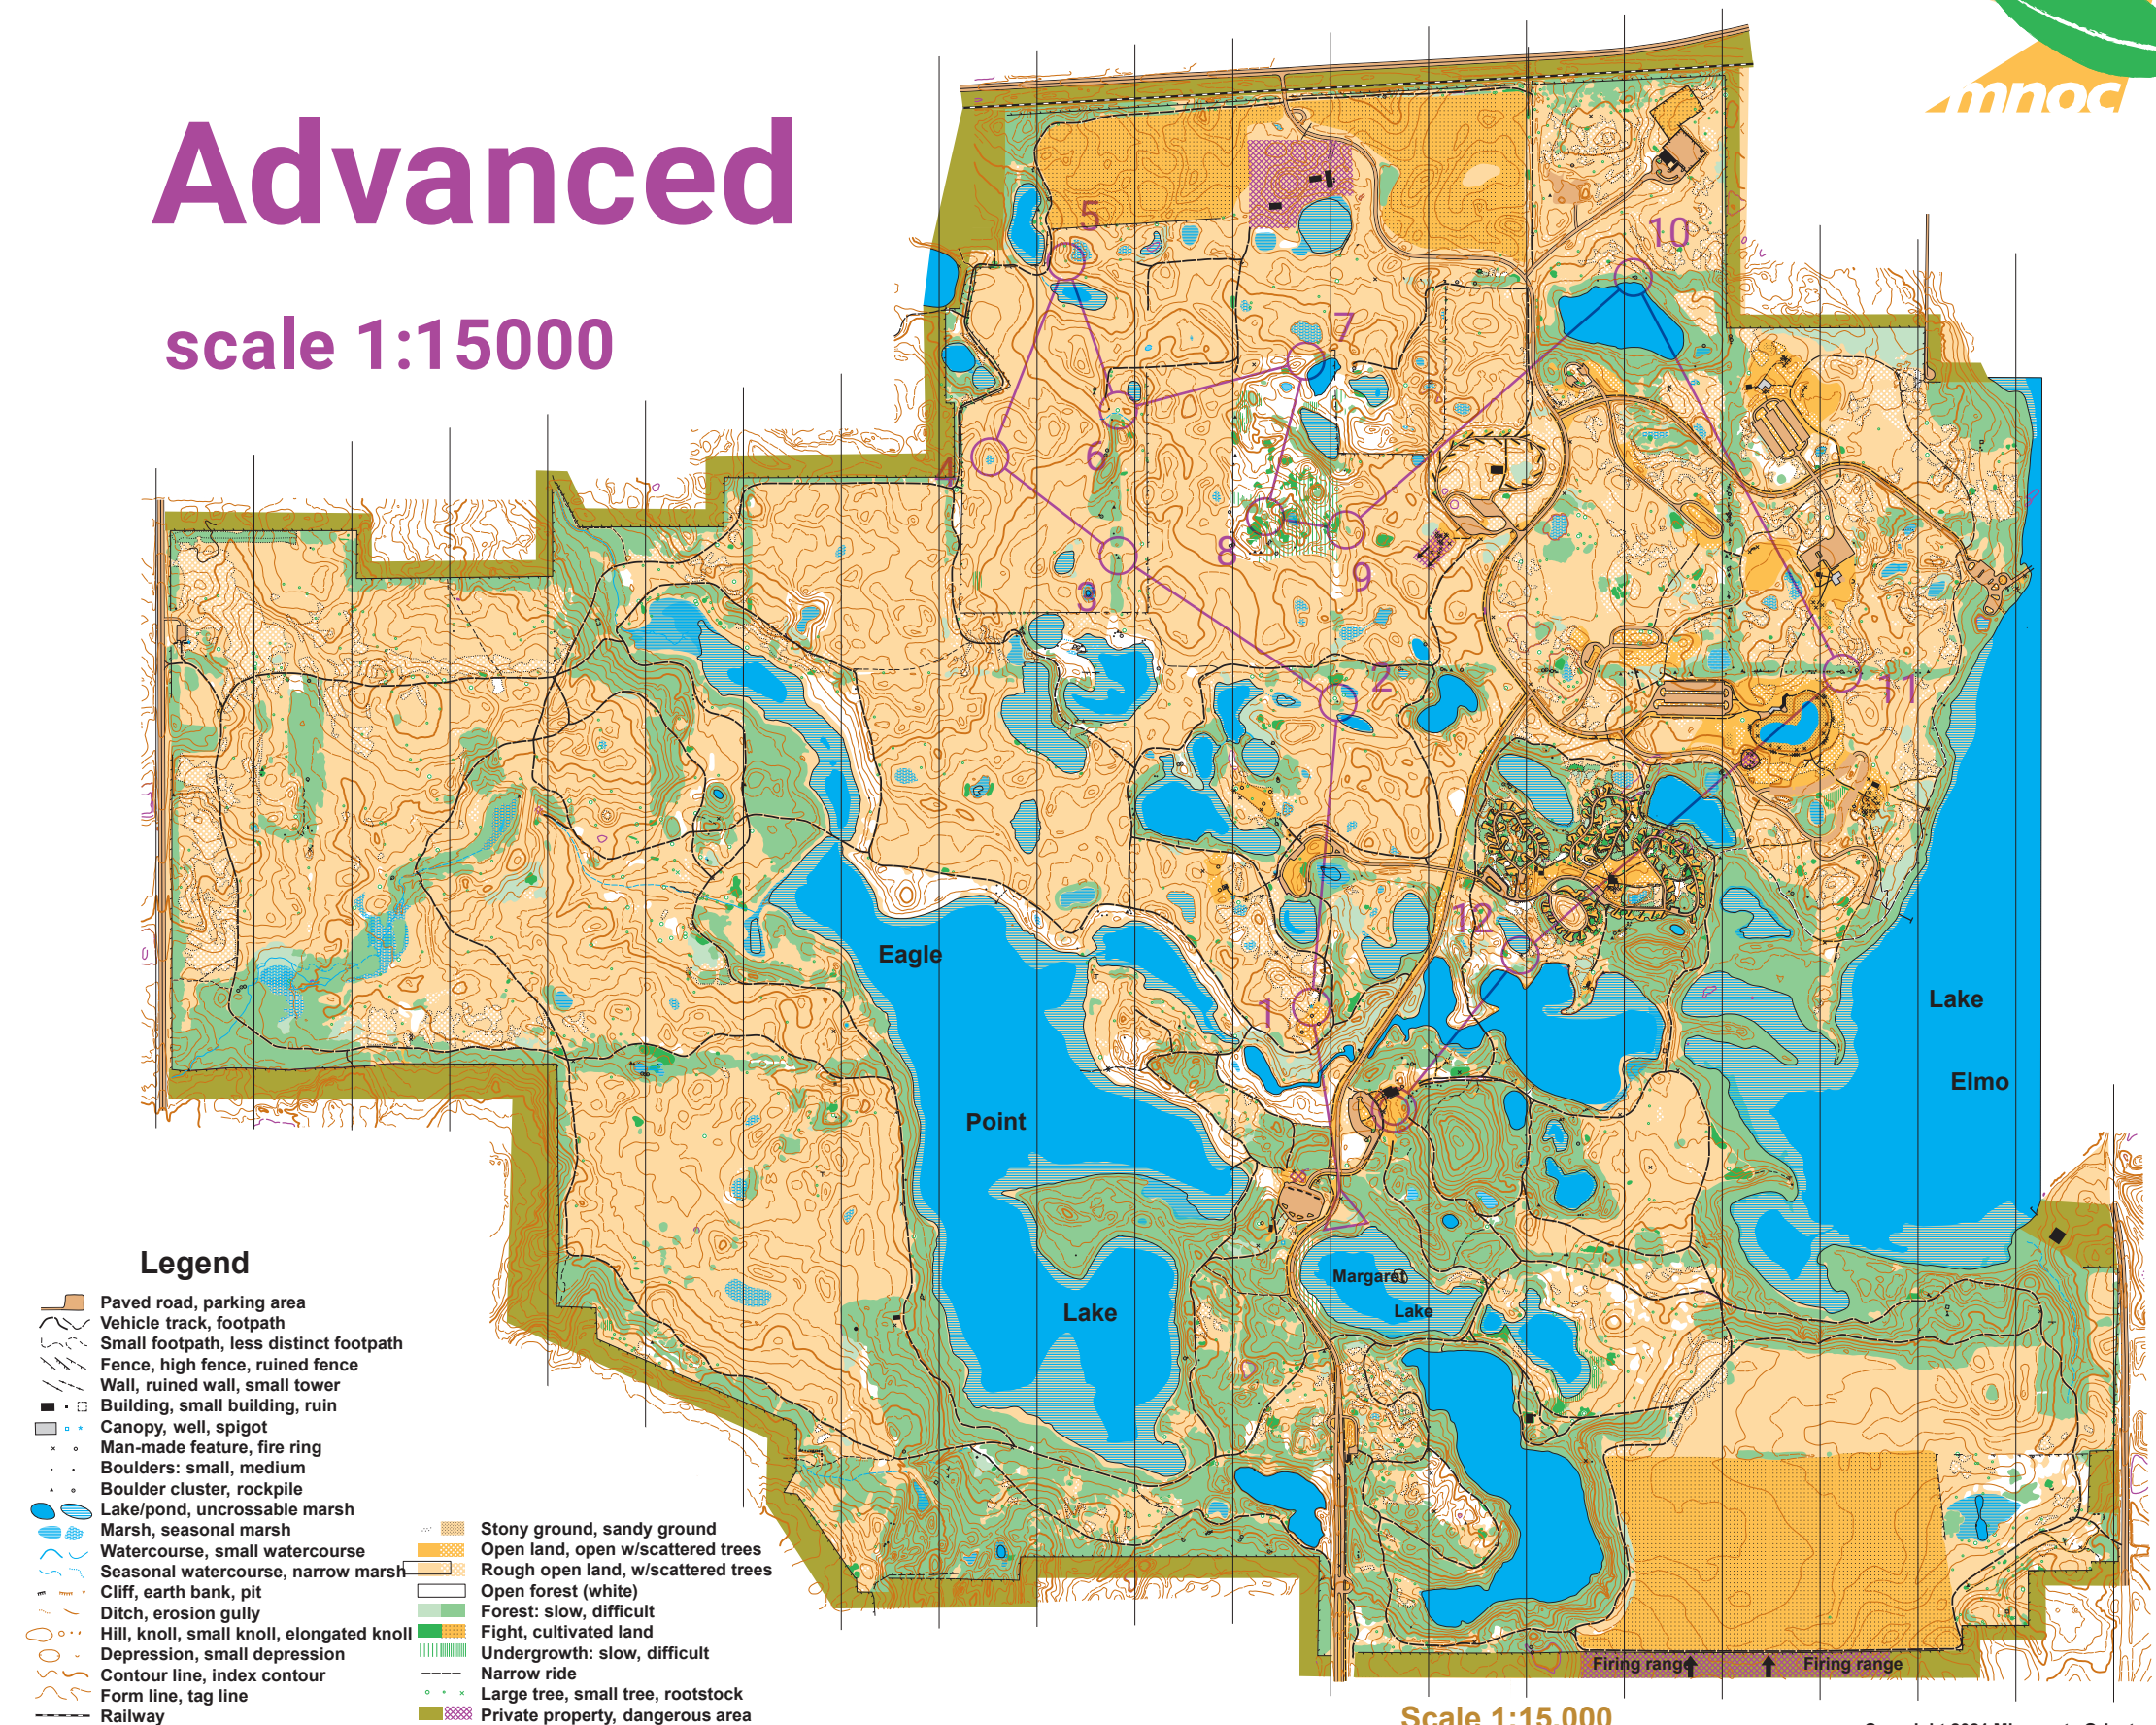 Advanced
scale 1:15000
mnoc
5
10
7
4
6
8
9
3
2
11
12
1
Eagle
Point
Lake
Lake
Elmo
Margaret
Lake
Legend
Paved road, parking area
Vehicle track, footpath
Small footpath, less distinct footpath
Fence, high fence, ruined fence
Wall, ruined wall, small tower
Building, small building, ruin
Canopy, well, spigot
Man-made feature, fire ring
Boulders: small, medium
Boulder cluster, rockpile
Lake/pond, uncrossable marsh
Marsh, seasonal marsh
Watercourse, small watercourse
Seasonal watercourse, narrow marsh
Cliff, earth bank, pit
Ditch, erosion gully
Hill, knoll, small knoll, elongated knoll
Depression, small depression
Contour line, index contour
Form line, tag line
Railway
Stony ground, sandy ground
Open land, open w/scattered trees
Rough open land, w/scattered trees
Open forest (white)
Forest: slow, difficult
Fight, cultivated land
Undergrowth: slow, difficult
Narrow ride
Large tree, small tree, rootstock
Private property, dangerous area
Firing range
Firing range
Scale 1:15,000